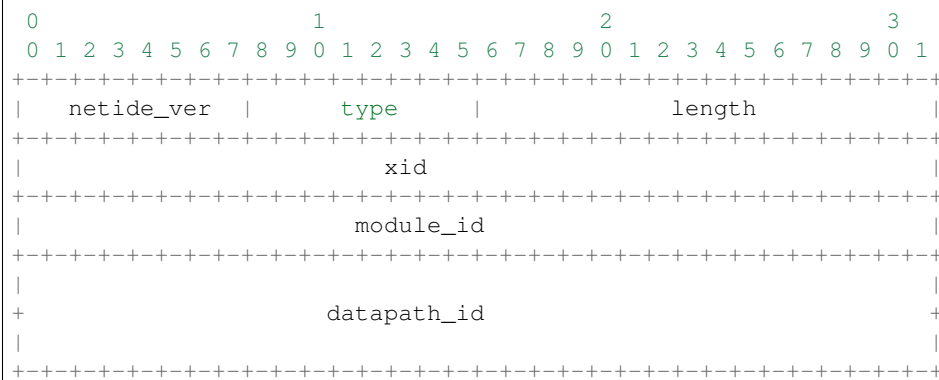 0                   1                   2                   3
 0 1 2 3 4 5 6 7 8 9 0 1 2 3 4 5 6 7 8 9 0 1 2 3 4 5 6 7 8 9 0 1
+-+-+-+-+-+-+-+-+-+-+-+-+-+-+-+-+-+-+-+-+-+-+-+-+-+-+-+-+-+-+-+-+
|   netide_ver  |      type     |             length            |
+-+-+-+-+-+-+-+-+-+-+-+-+-+-+-+-+-+-+-+-+-+-+-+-+-+-+-+-+-+-+-+-+
|                         xid                                   |
+-+-+-+-+-+-+-+-+-+-+-+-+-+-+-+-+-+-+-+-+-+-+-+-+-+-+-+-+-+-+-+-+
|                       module_id                               |
+-+-+-+-+-+-+-+-+-+-+-+-+-+-+-+-+-+-+-+-+-+-+-+-+-+-+-+-+-+-+-+-+
|                                                               |
+                     datapath_id                               +
|                                                               |
+-+-+-+-+-+-+-+-+-+-+-+-+-+-+-+-+-+-+-+-+-+-+-+-+-+-+-+-+-+-+-+-+